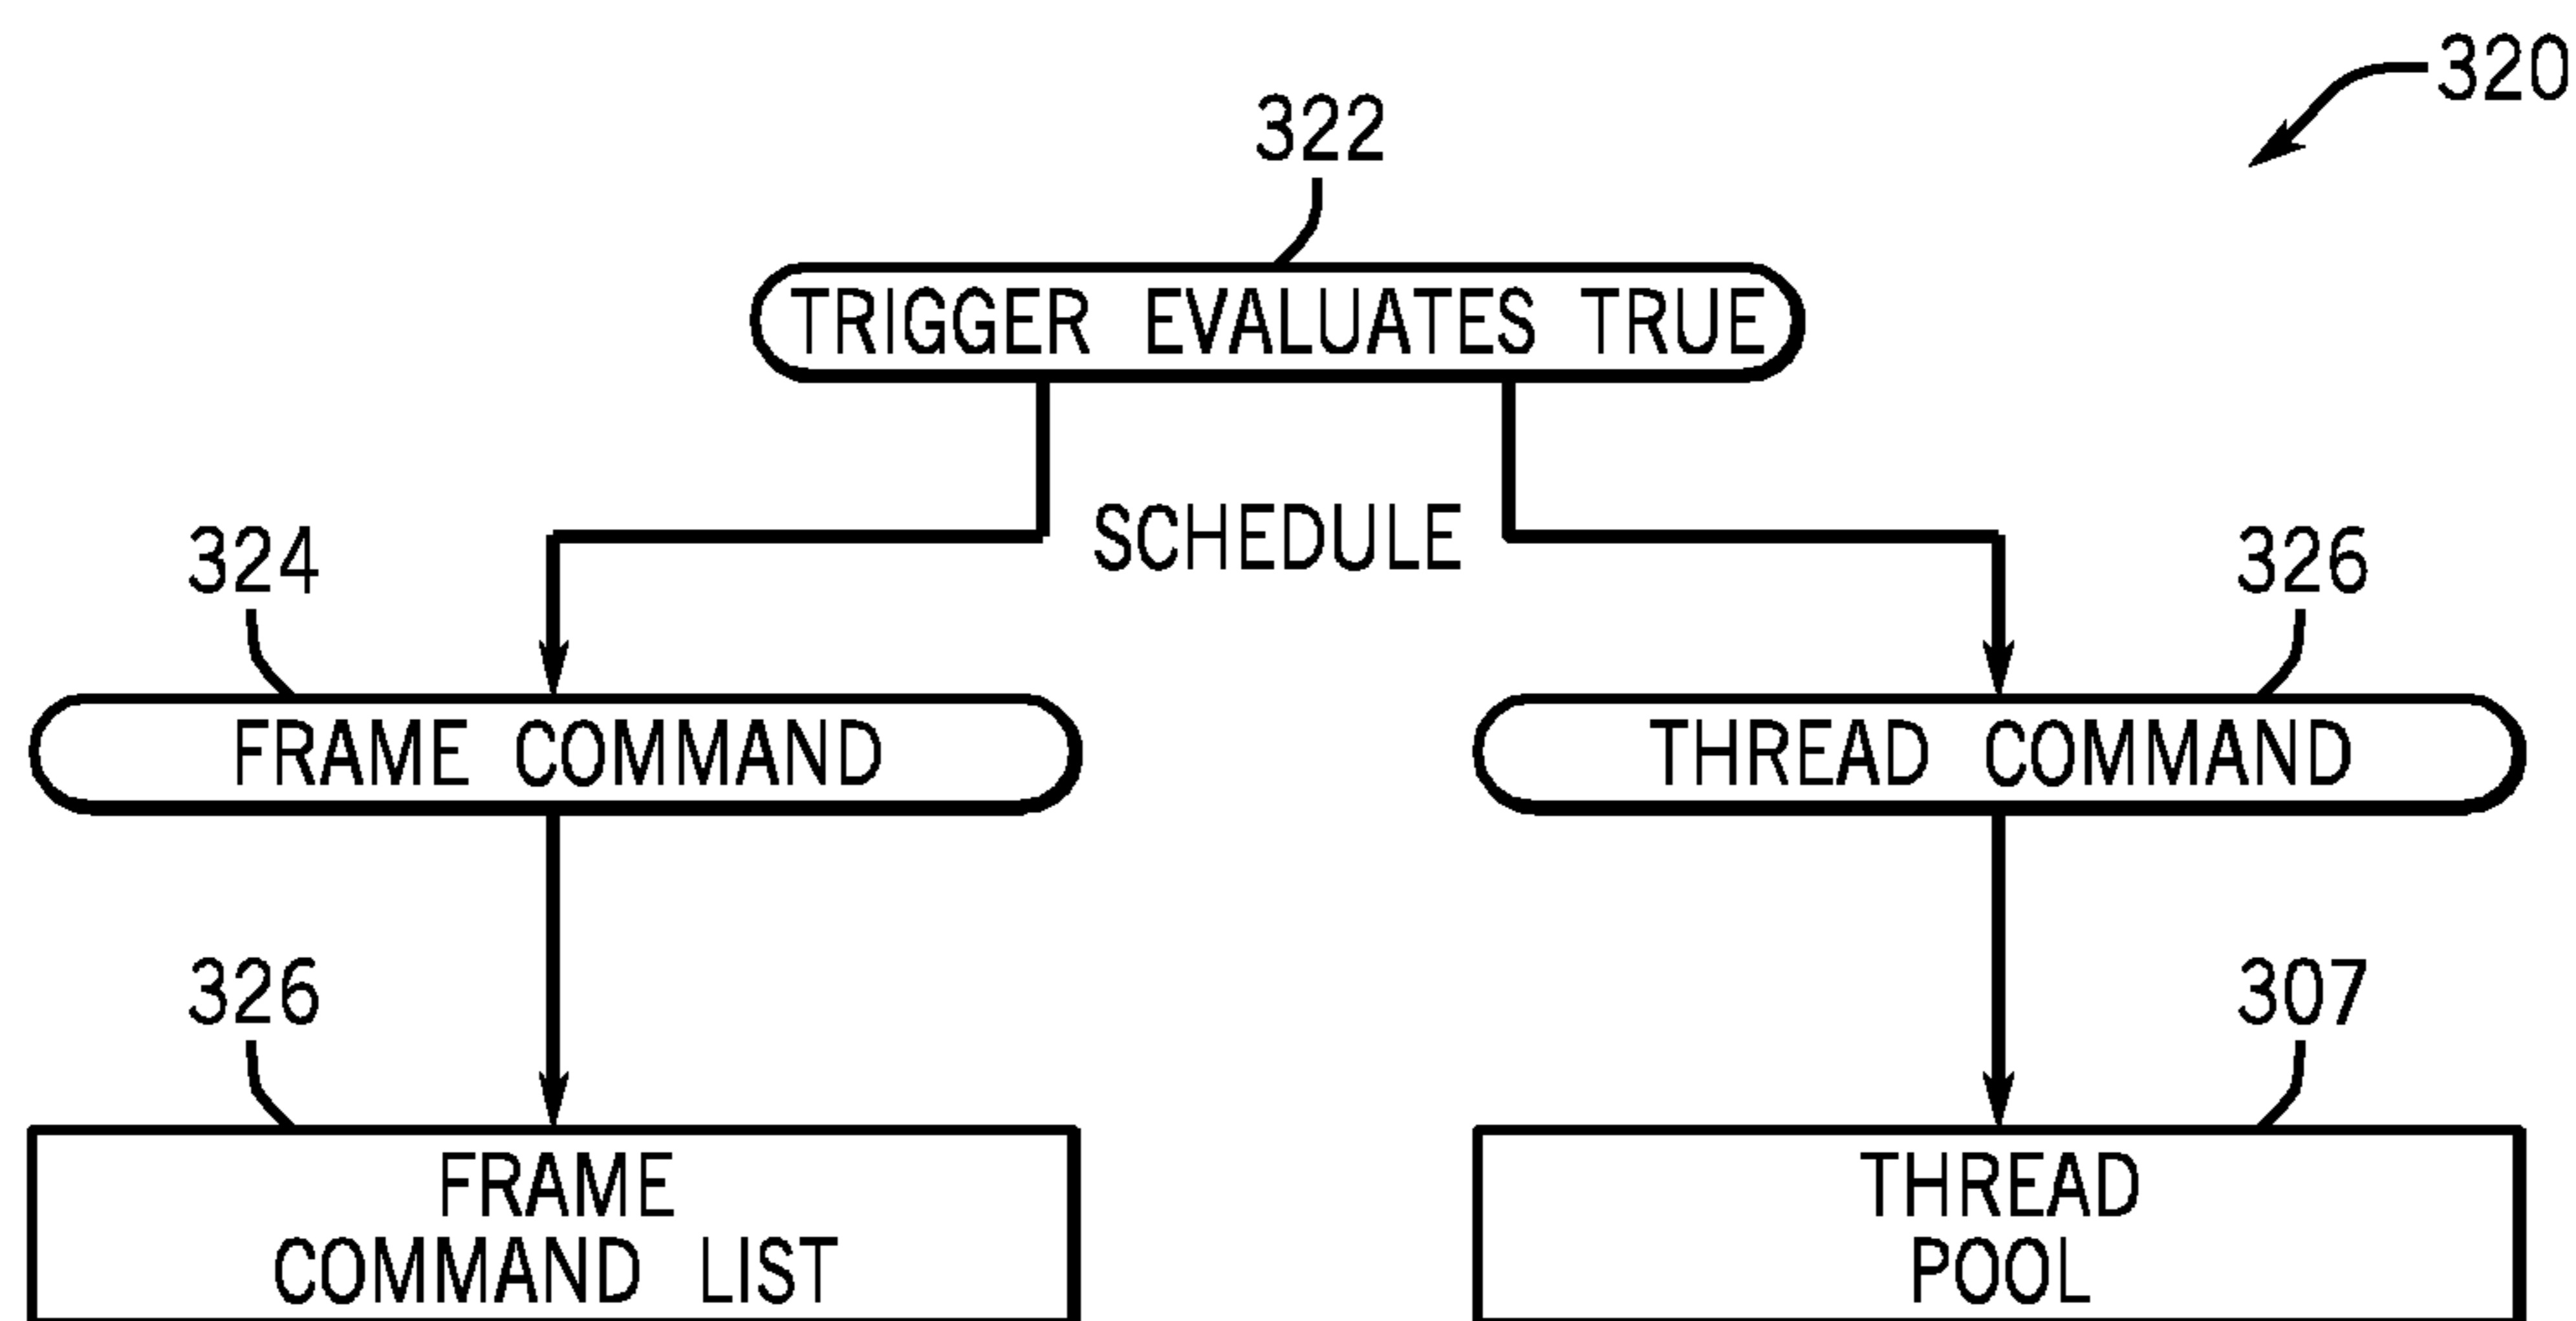 320
322
TRIGGER EVALUATES TRUE
SCHEDULE
324
326
FRAME COMMAND
THREAD COMMAND
326
307
FRAME
COMMAND LIST
THREAD
POOL